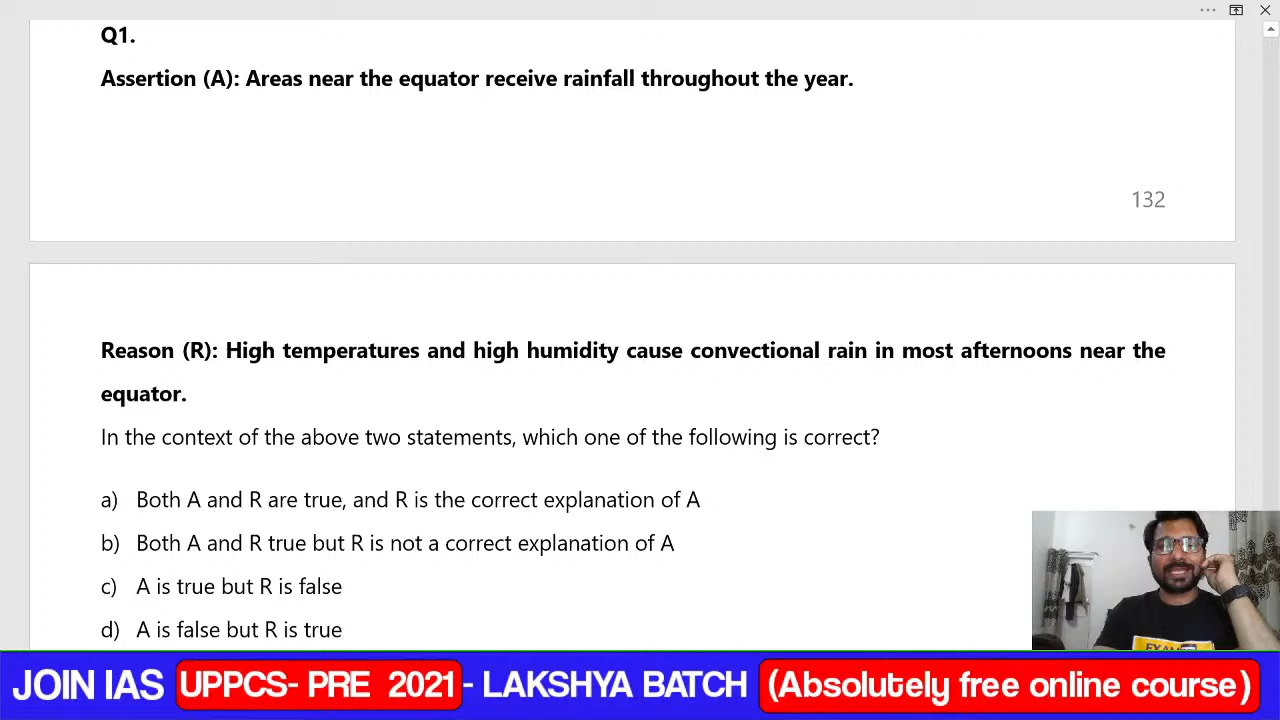 Q1.
Assertion (A): Areas near the equator receive rainfall throughout the year.
132
Reason (R): High temperatures and high humidity cause convectional rain in most afternoons near the
equator.
In the context of the above two statements, which one of the following is correct?
a) Both A and R are true, and R is the correct explanation of A
b) Both A and R true but R is not a correct explanation of A
c) A is true but R is false
d) A is false but R is true
JOIN IAS UPPCS- PRE 2021 - LAKSHYA BATCH (Absolutely free online course)